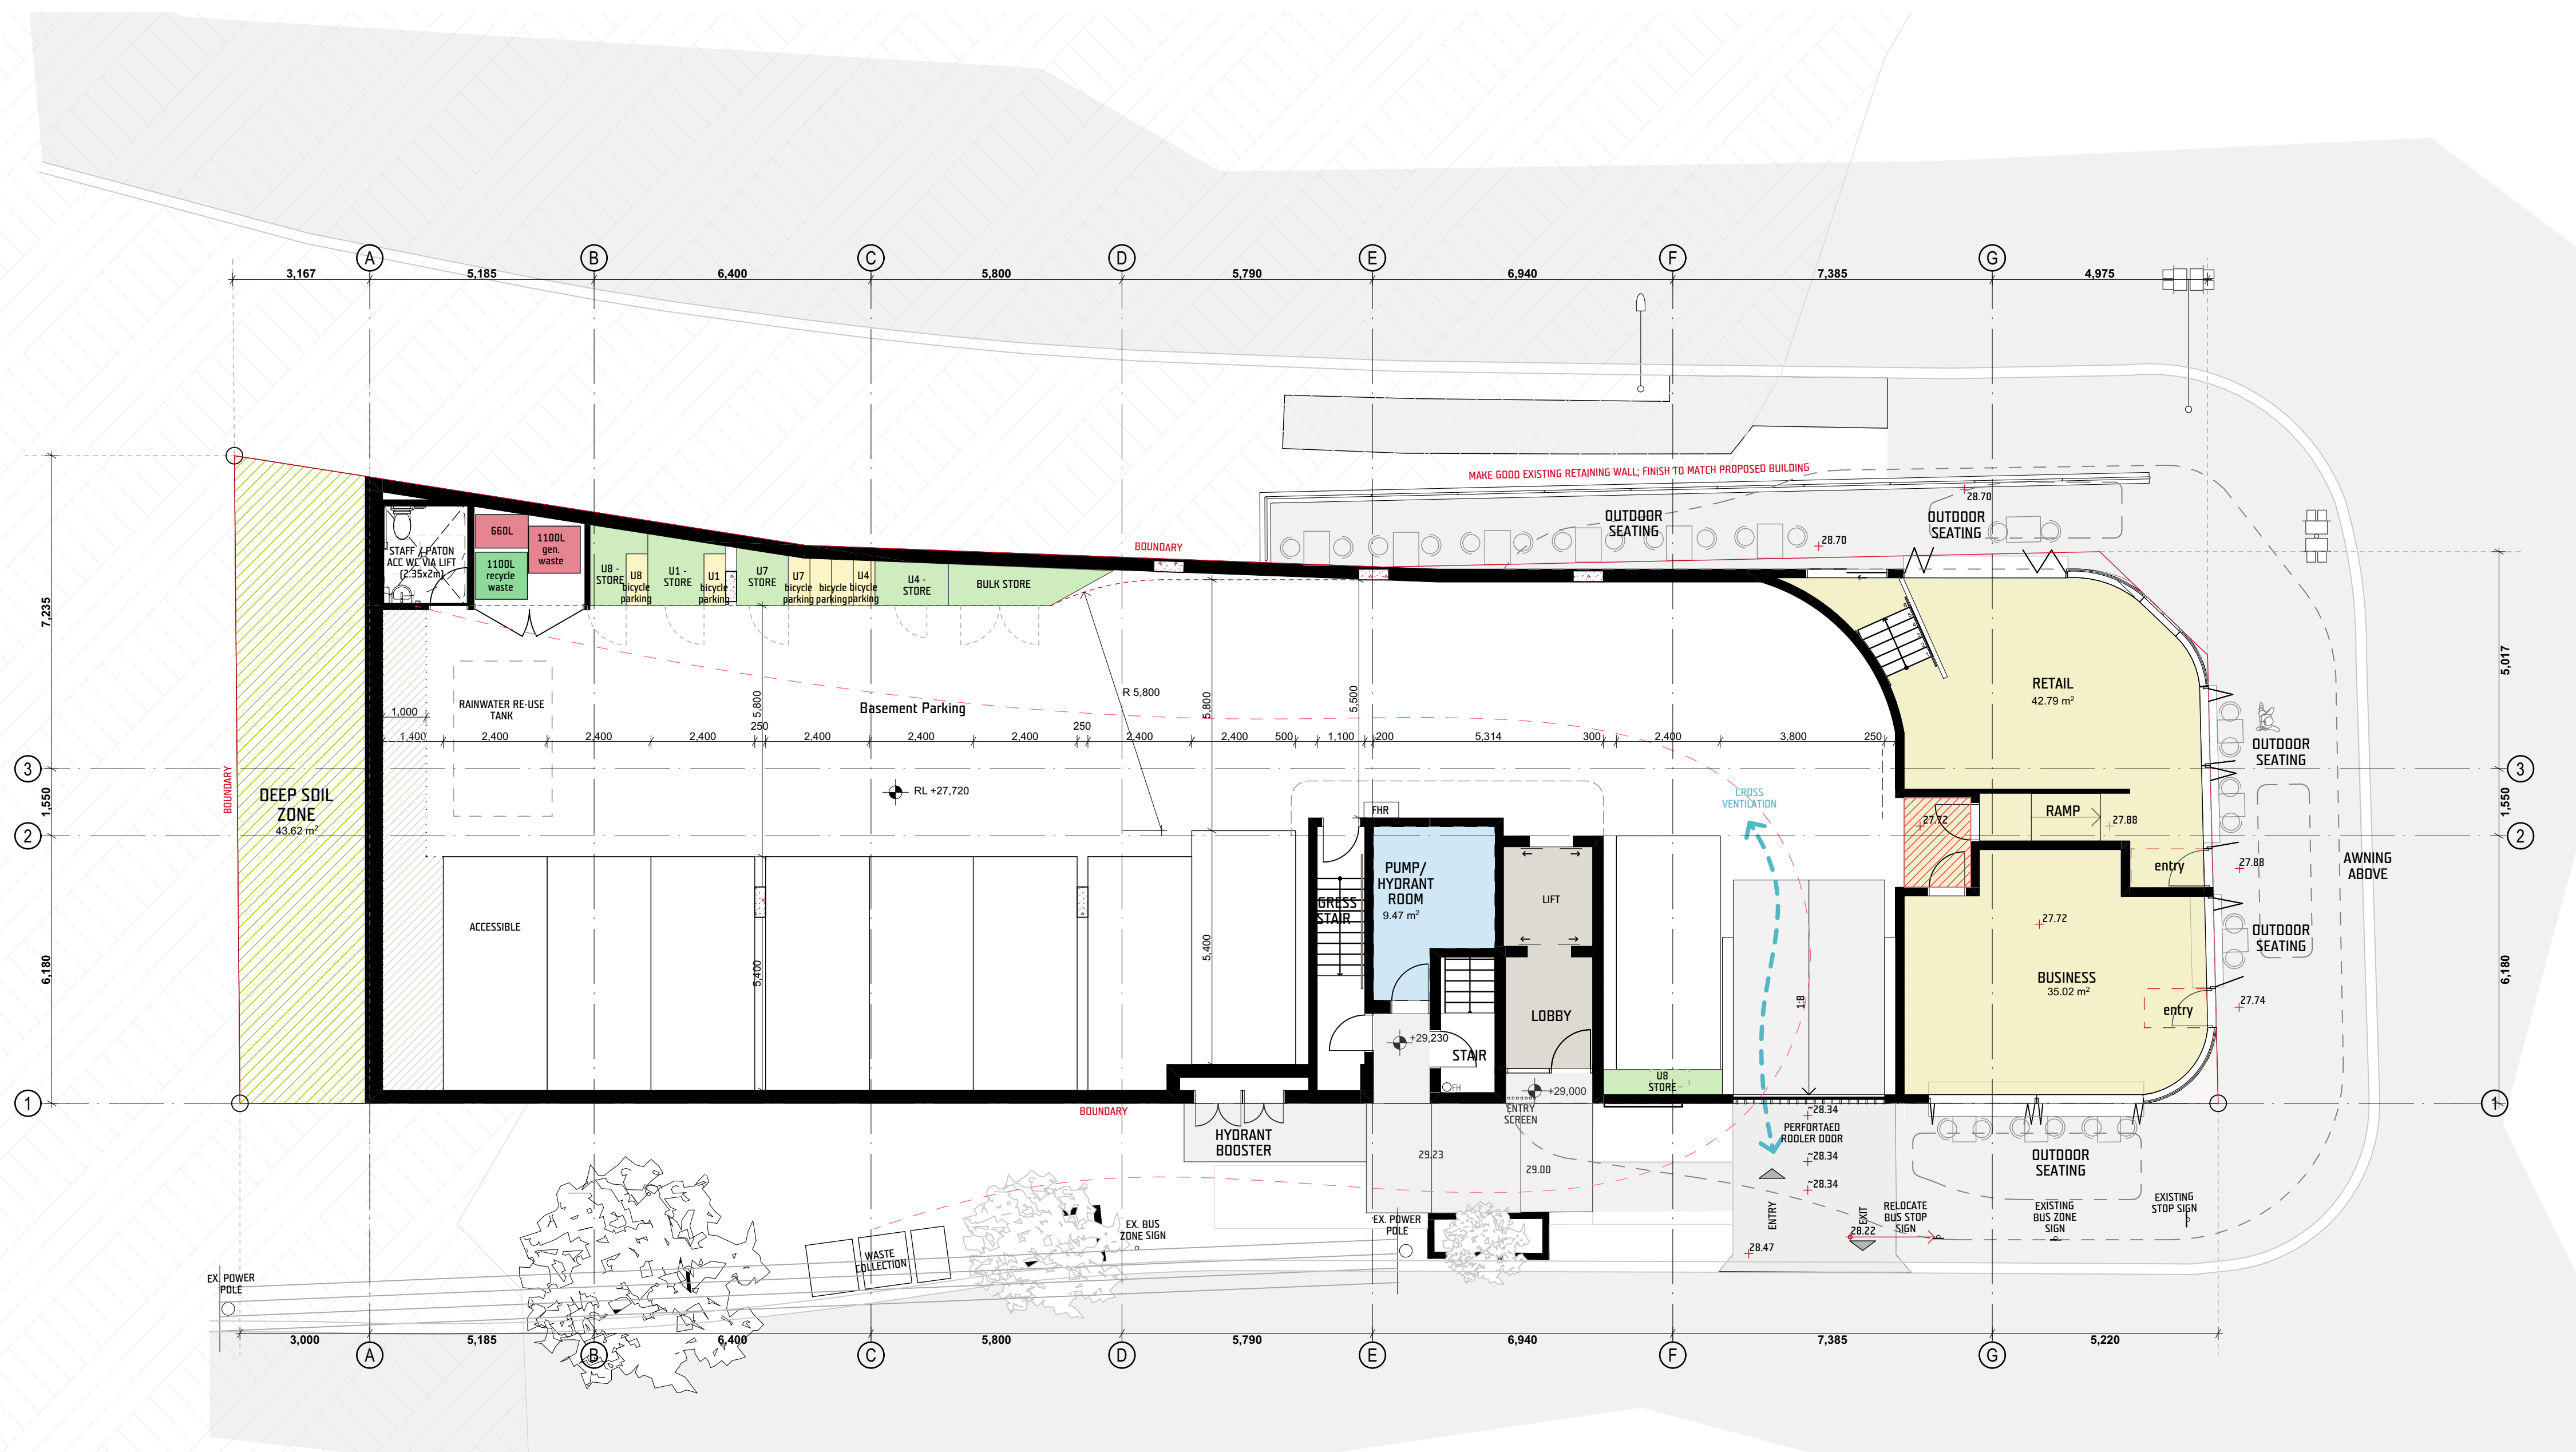 A
B
C
D
E
F
G
3,167
5,185
6,400
5,800
5,790
6,940
7,385
4,975
MAKE GOOD EXISTING RETAINING WALL; FINISH TO MATCH PROPOSED BUILDING
28.70
OUTDOOR
SEATING
OUTDOOR
SEATING
28.70
BOUNDARY
660L
1100L
gen.
waste
1100L
recycle
waste
STAFF / PATON
ACC WC VIA LIFT
(2.35x2m)
U8 -
STORE
U8
bicycle
parking
U1 -
STORE
U1
bicycle
parking
U7
STORE
U7
bicycle
parking
bicycle
parking
U4
bicycle
parking
U4 -
STORE
BULK STORE
7,235
5,017
RETAIL
42.79 m²
R 5,800
5,800
5,800
5,500
1,000
RAINWATER RE-USE
TANK
Basement Parking
1,400
2,400
2,400
2,400
250
2,400
2,400
2,400
250
2,400
2,400
500
1,100
200
5,314
300
2,400
3,800
250
OUTDOOR
SEATING
3
3
BOUNDARY
DEEP SOIL
ZONE
43.62 m²
1,550
RL +27,720
CROSS
VENTILATION
FHR
27.72
RAMP
27.88
1,550
2
2
PUMP/
HYDRANT
ROOM
9.47 m²
LIFT
entry
27.88
AWNING
ABOVE
GRESS
STAIR
ACCESSIBLE
27.72
OUTDOOR
SEATING
6,180
5,400
5,400
BUSINESS
35.02 m²
6,180
1:8
LOBBY
entry
27.74
+29,230
STAIR
FH
U8
STORE
+29,000
1
1
BOUNDARY
ENTRY
SCREEN
~28.34
PERFORTAED
ROOLER DOOR
HYDRANT
BOOSTER
29.23
29.00
~28.34
~28.34
OUTDOOR
SEATING
EX. BUS
ZONE SIGN
EX. POWER
POLE
ENTRY
EXIT
28.22
28.47
RELOCATE
BUS STOP
SIGN
EXISTING
BUS ZONE
SIGN
EXISTING
STOP SIGN
WASTE
COLLECTION
EX. POWER
POLE
3,000
5,185
6,400
5,800
5,790
6,940
7,385
5,220
A
B
C
D
E
F
G